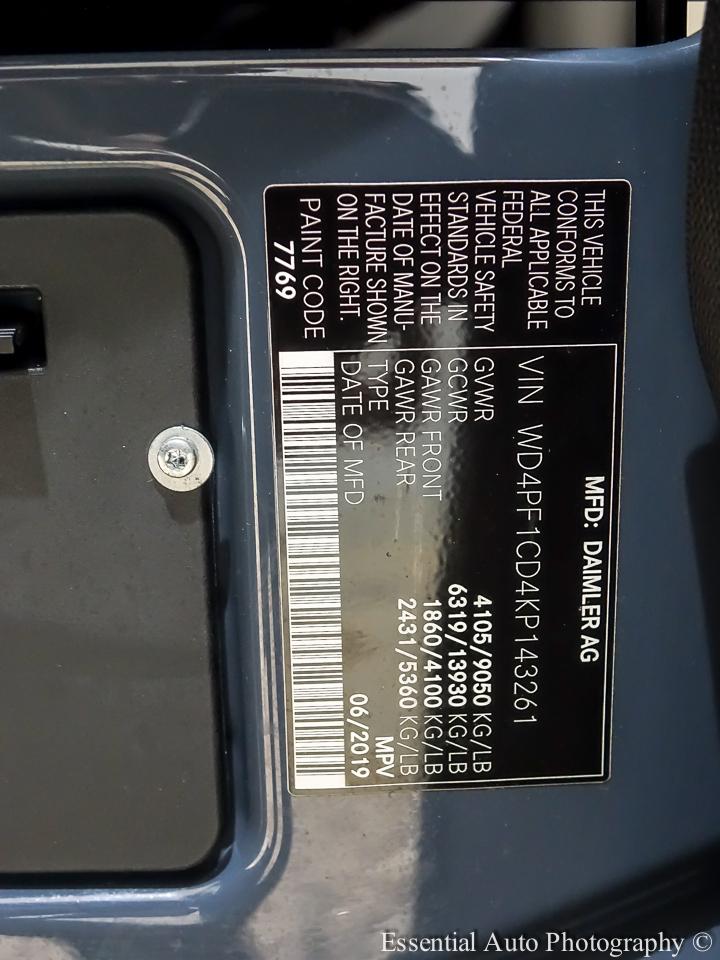 MFD: DAIMLER AG
THIS VEHICLE
CONFORMS TO
ALL APPLICABLE
FEDERAL
VEHICLE SAFETY
STANDARDS IN
EFFECT ON THE
DATE OF MANU-
FACTURE SHOWN
ON THE RIGHT.
PAINT CODE
7769
VIN WD4PF1CD4KP143261
GVWR 4105/9050 KG/LB
GCWR 6319/13930 KG/LB
GAWR FRONT 1860/4100 KG/LB
GAWR REAR 2431/5360 KG/LB
TYPE MPV
DATE OF MFD 06/2019
Essential Auto Photography ©